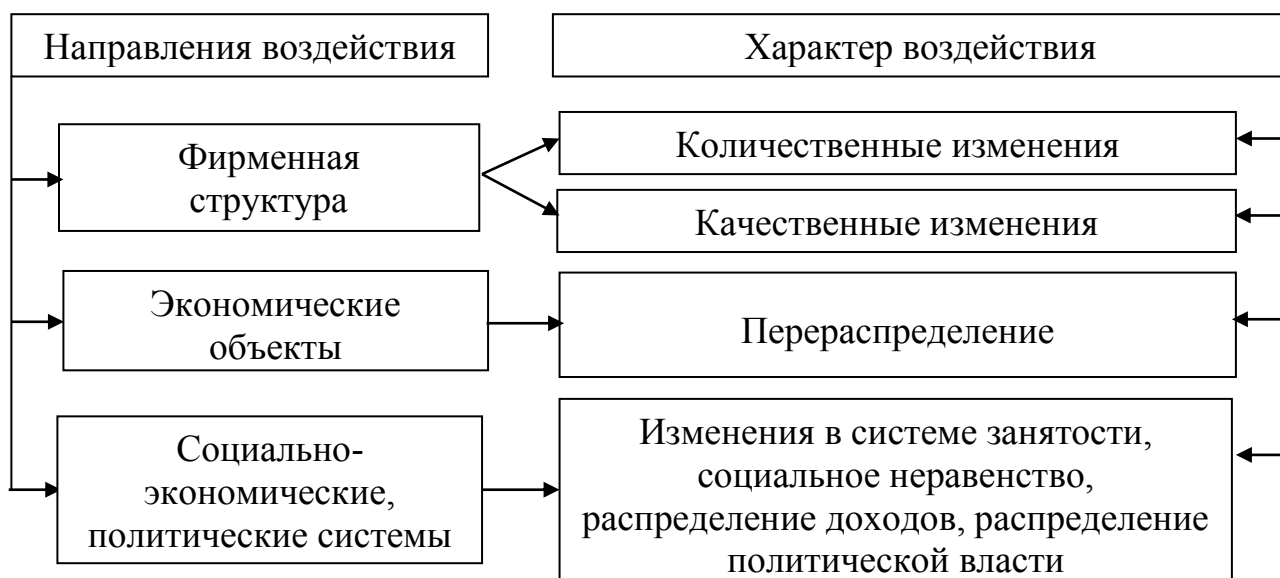 Направления воздействия
Характер воздействия
Фирменная
структура
Количественные изменения
Качественные изменения
Экономические
объекты
Перераспределение
Социально-
экономические,
политические системы
Изменения в системе занятости,
социальное неравенство,
распределение доходов, распределение
политической власти